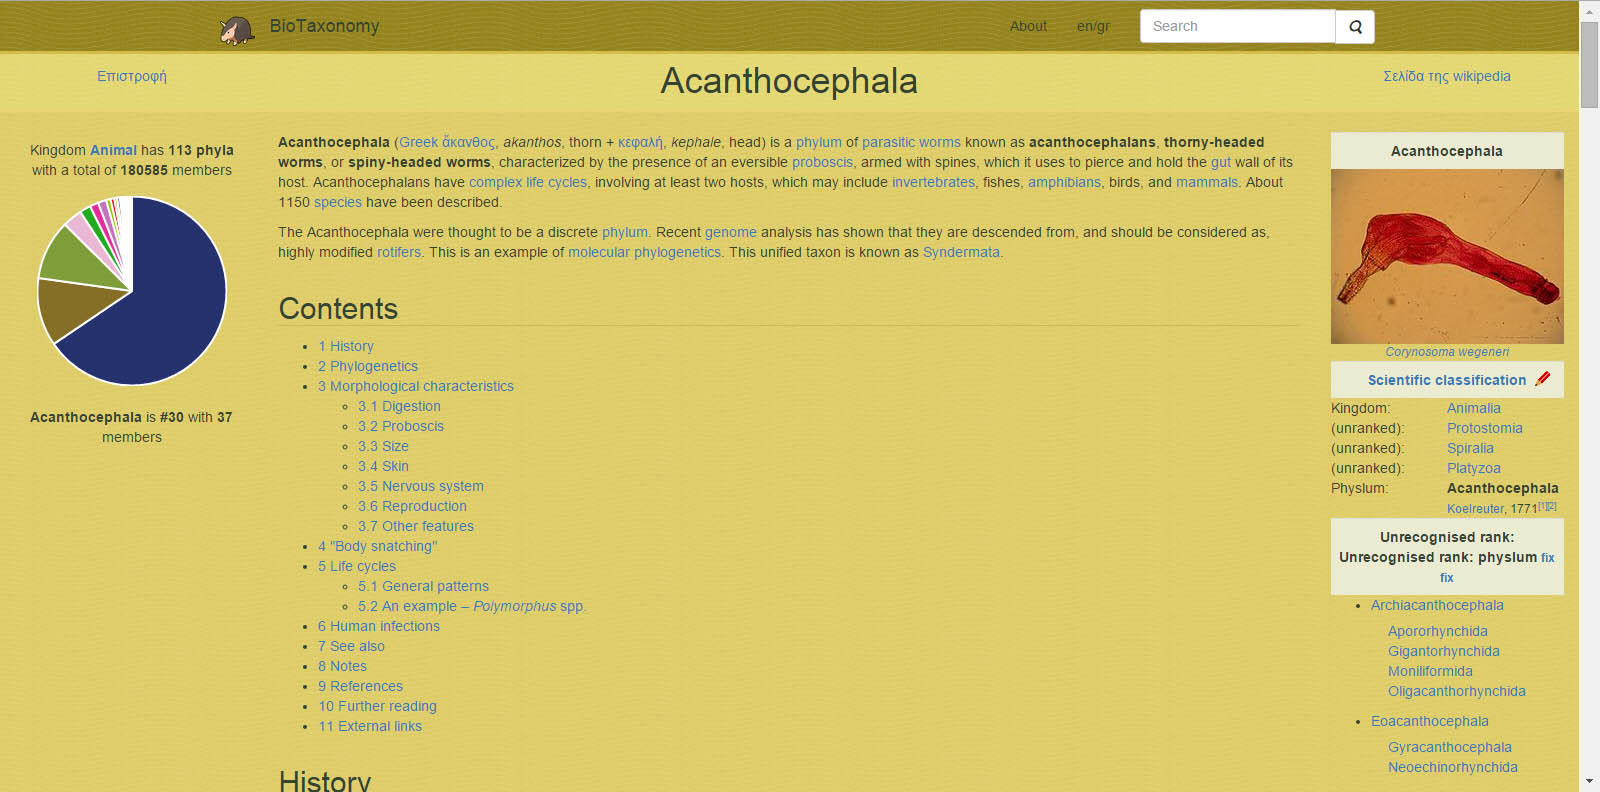 BioTaxonomy
About
en/gr
Search
Επιστροφή
Acanthocephala
Σελίδα της wikipedia
Kingdom Animal has 113 phyla
with a total of 180585 members
Acanthocephala is #30 with 37
members
Acanthocephala (Greek ἄκανθος, akanthos, thorn + κεφαλή, kephale, head) is a phylum of parasitic worms known as acanthocephalans, thorny-headed
worms, or spiny-headed worms, characterized by the presence of an eversible proboscis, armed with spines, which it uses to pierce and hold the gut wall of its
host. Acanthocephalans have complex life cycles, involving at least two hosts, which may include invertebrates, fishes, amphibians, birds, and mammals. About
1150 species have been described.
The Acanthocephala were thought to be a discrete phylum. Recent genome analysis has shown that they are descended from, and should be considered as,
highly modified rotifers. This is an example of molecular phylogenetics. This unified taxon is known as Syndermata.
Contents
1 History
2 Phylogenetics
3 Morphological characteristics
3.1 Digestion
3.2 Proboscis
3.3 Size
3.4 Skin
3.5 Nervous system
3.6 Reproduction
3.7 Other features
4 "Body snatching"
5 Life cycles
5.1 General patterns
5.2 An example – Polymorphus spp.
6 Human infections
7 See also
8 Notes
9 References
10 Further reading
11 External links
History
Acanthocephala
Corynosoma wegeneri
Scientific classification
Kingdom: Animalia
(unranked): Protostomia
(unranked): Spiralia
(unranked): Platyzoa
Physlum: Acanthocephala
Koelreuter, 1771[1][2]
Unrecognised rank:
Unrecognised rank: physlum fix
fix
Archiacanthocephala
Apororhynchida
Gigantorhynchida
Moniliformida
Oligacanthorhynchida
Eoacanthocephala
Gyracanthocephala
Neoechinorhynchida